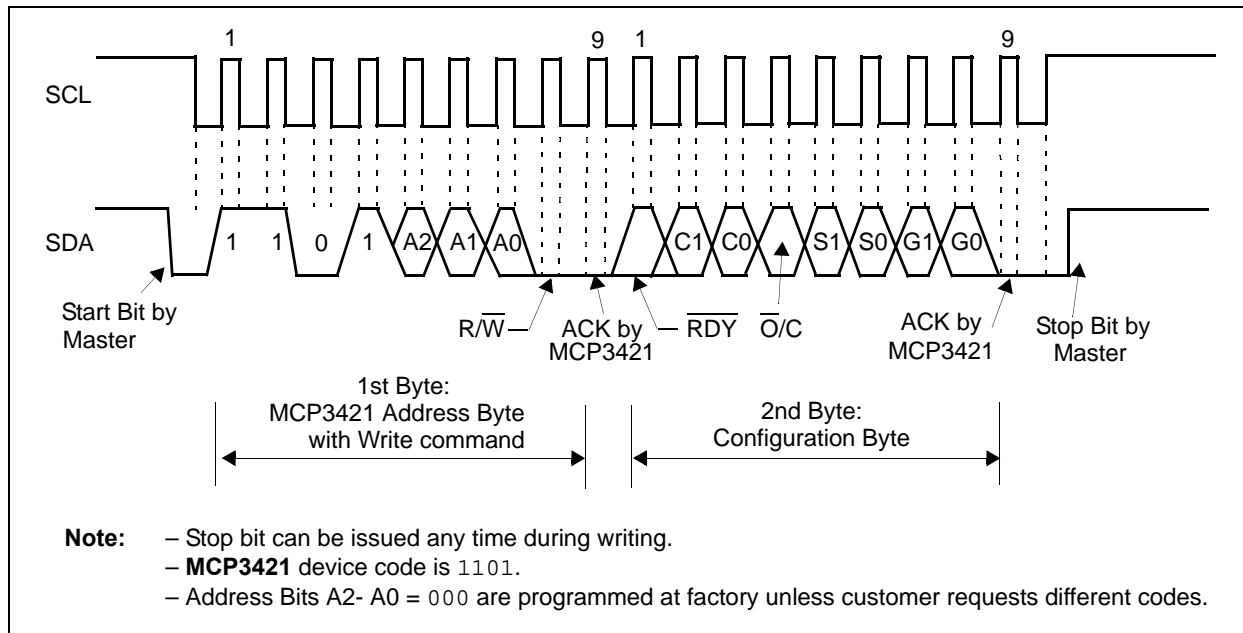 1 9 1 9
SCL
SDA 1 1 0 1 A2 A1 A0 C1 C0 S1 S0 G1 G0
Start Bit by
Master
R/W̅
ACK by
MCP3421
R̅D̅Y̅
O̅/C
ACK by
MCP3421
Stop Bit by
Master
1st Byte:
MCP3421 Address Byte
with Write command
2nd Byte:
Configuration Byte
Note: – Stop bit can be issued any time during writing.
– MCP3421 device code is 1101.
– Address Bits A2- A0 = 000 are programmed at factory unless customer requests different codes.